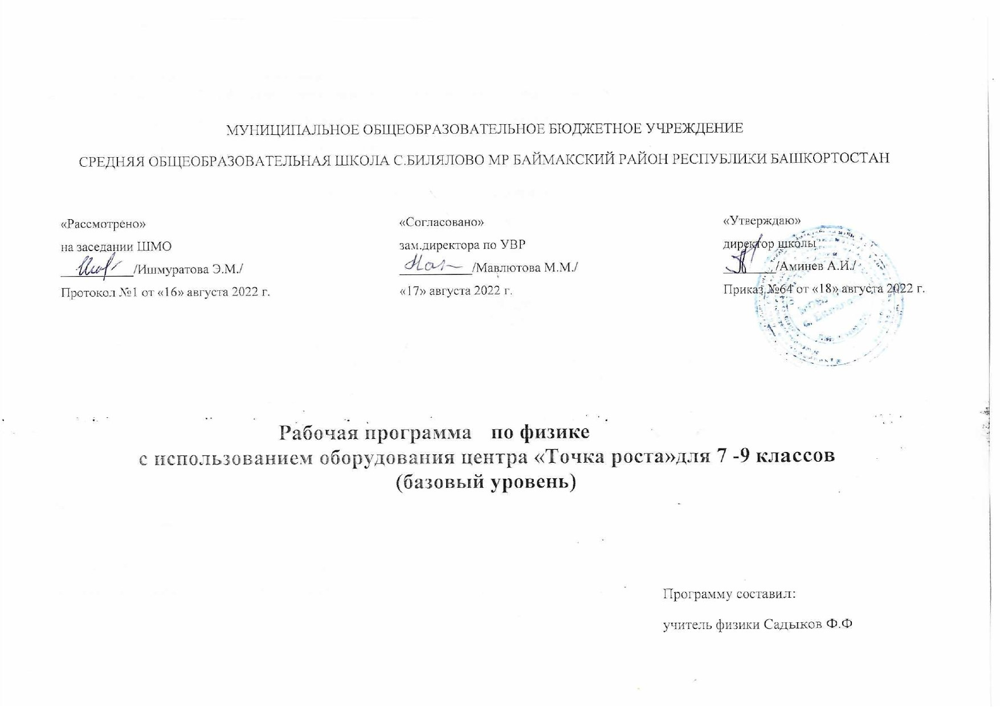 МУНИЦИПАЛЬНОЕ ОБЩЕОБРАЗОВАТЕЛЬНОЕ БЮДЖЕТНОЕ УЧРЕЖДЕНИЕ
СРЕДНЯЯ ОБЩЕОБРАЗОВАТЕЛЬНАЯ ШКОЛА С.БИЛЯЛОВО МР БАЙМАКСКИЙ РАЙОН РЕСПУБЛИКИ БАШКОРТОСТАН
«Рассмотрено»
на заседании ШМО
/Ишмуратова Э.М./
Протокол №1 от «16» августа 2022 г.
«Согласовано»
зам.директора по УВР
/Мавлютова М.М./
«17» августа 2022 г.
«Утверждаю»
директор школы
/Аминев А.И./
Приказ №64 от «18» августа 2022 г.
Рабочая программа по физике
с использованием оборудования центра «Точка роста»для 7 -9 классов
(базовый уровень)
Программу составил:
учитель физики Садыков Ф.Ф